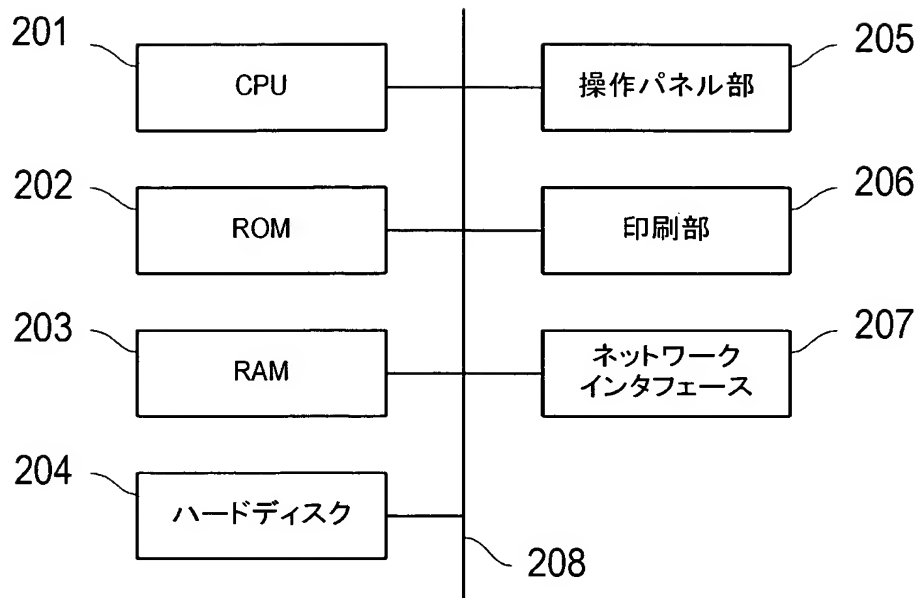 201
CPU
205
操作パネル部
202
ROM
206
印刷部
203
RAM
207
ネットワーク
インタフェース
204
ハードディスク
208